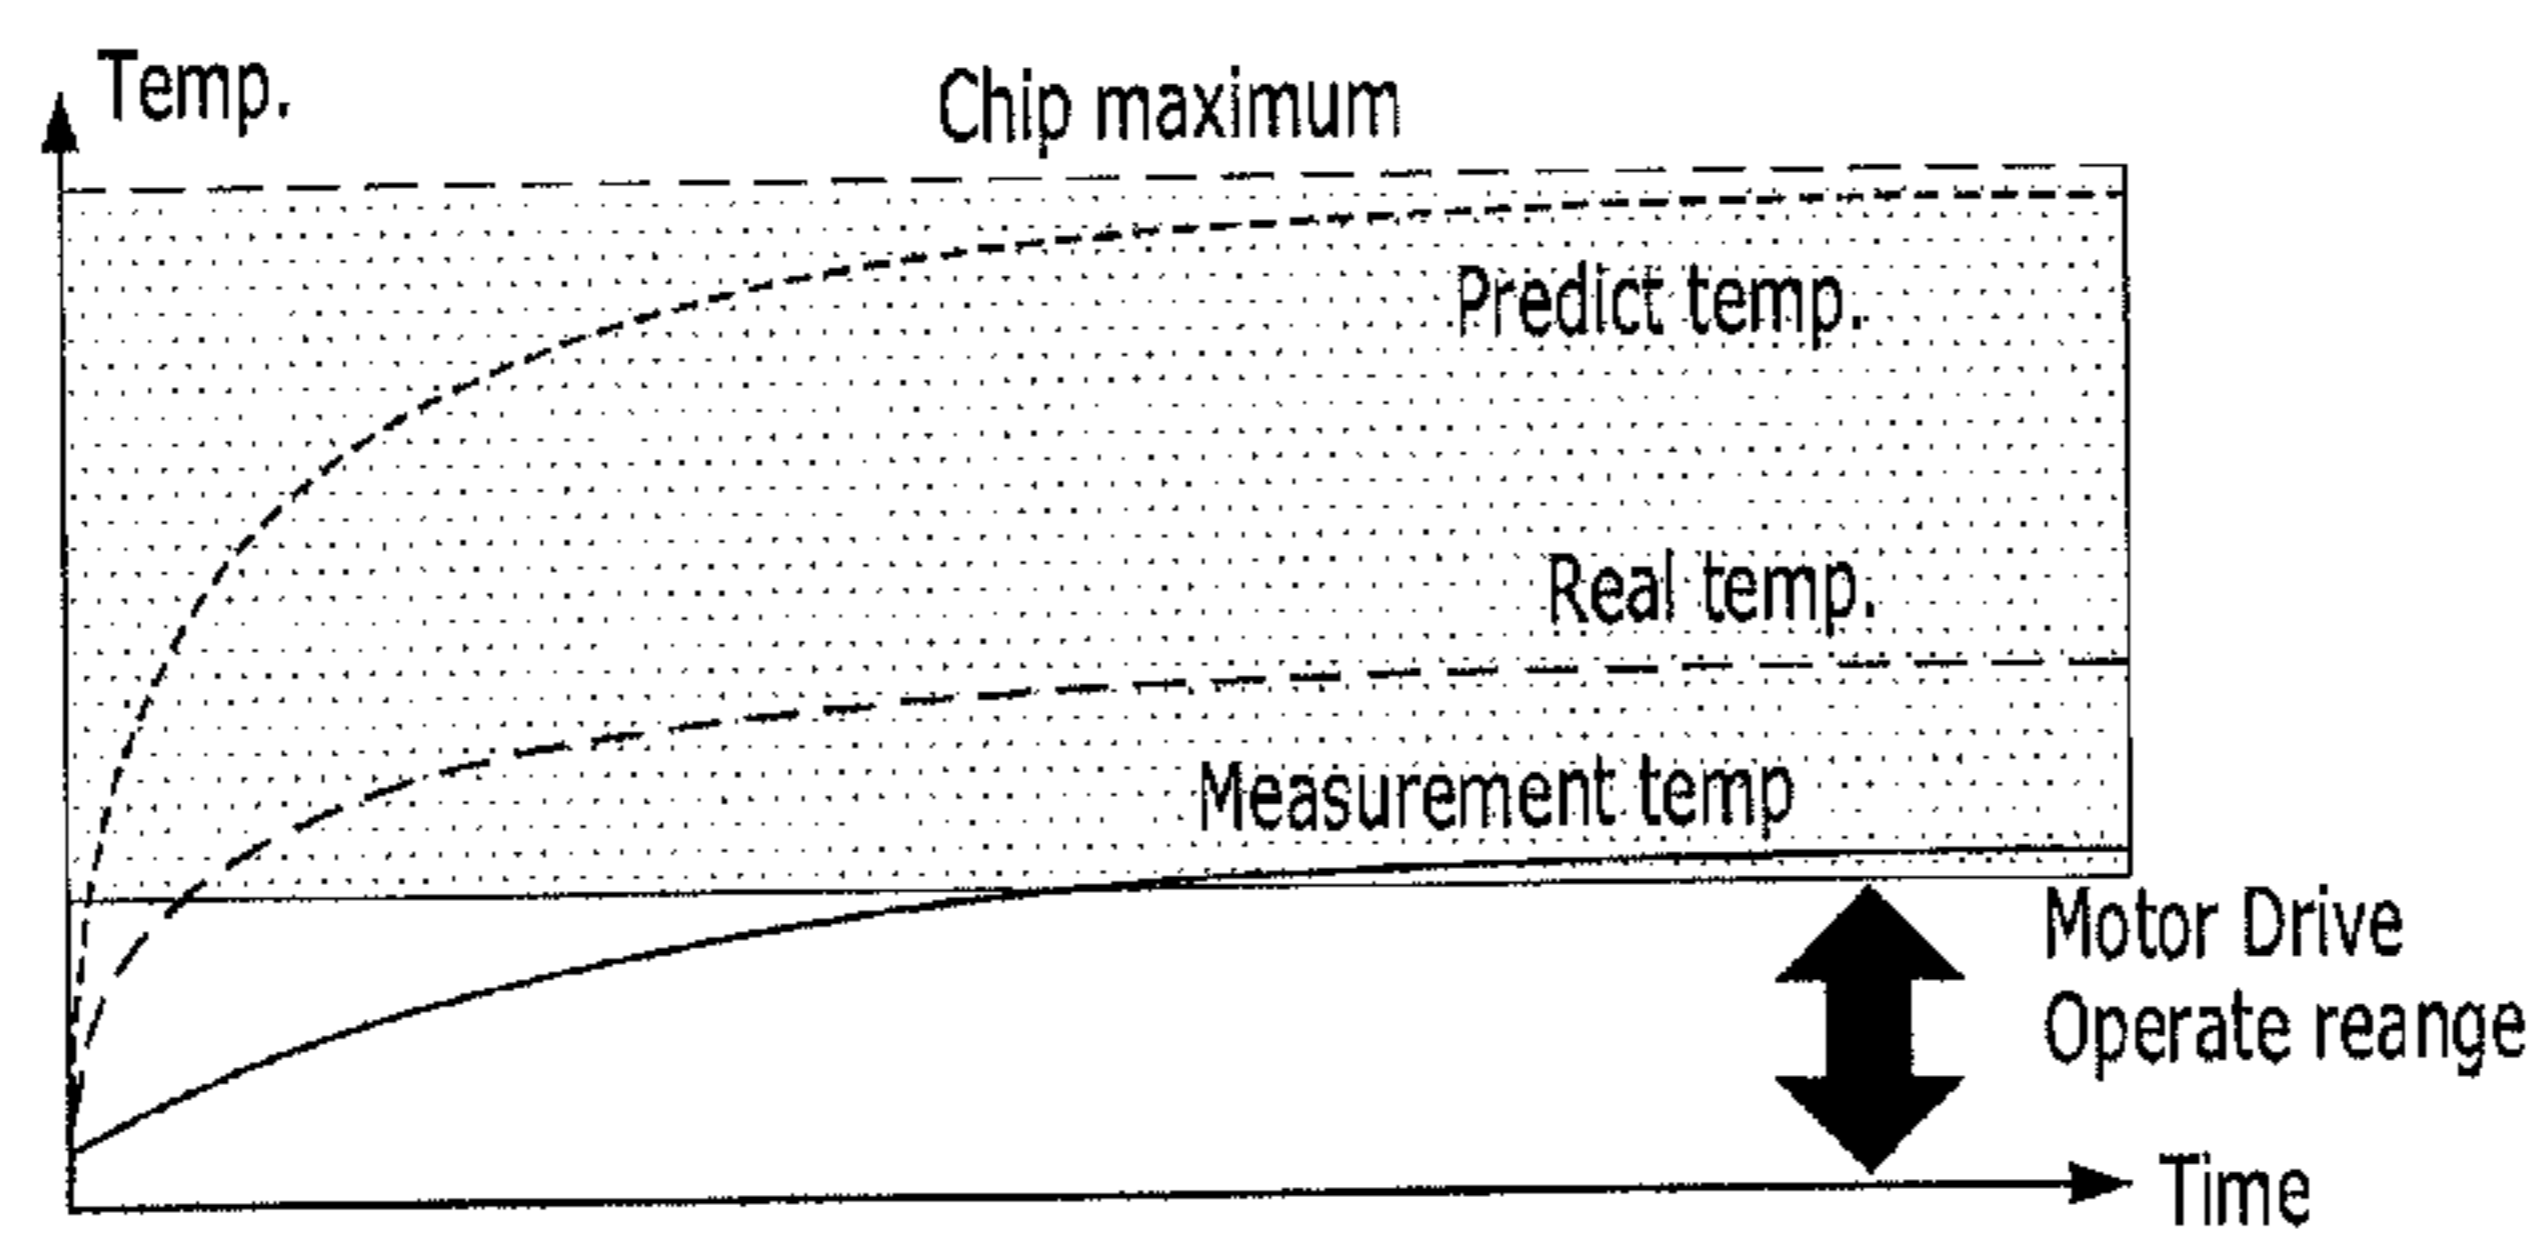 Temp.
Chip maximum
Predict temp.
Real temp.
Measurement temp
Motor Drive
Operate reange
Time